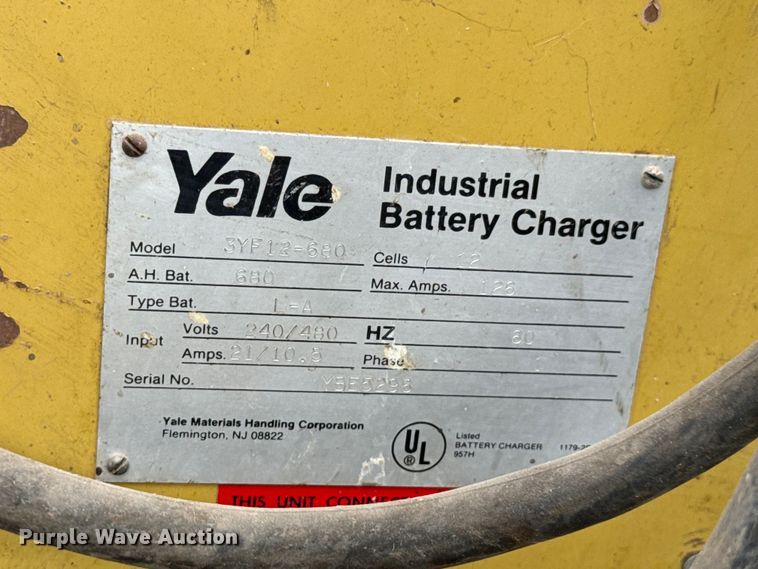 Yale Industrial
Battery Charger
Model 3YF12-680
Cells 12
A.H. Bat. 680
Max. Amps. 126
Type Bat. L-A
Input Volts 240/480 HZ 60
Amps. 21/10.5 Phase
Serial No.
Yale Materials Handling Corporation
Flemington, NJ 08822
UL
®
Listed
BATTERY CHARGER
957H
THIS UNIT
Purple Wave Auction